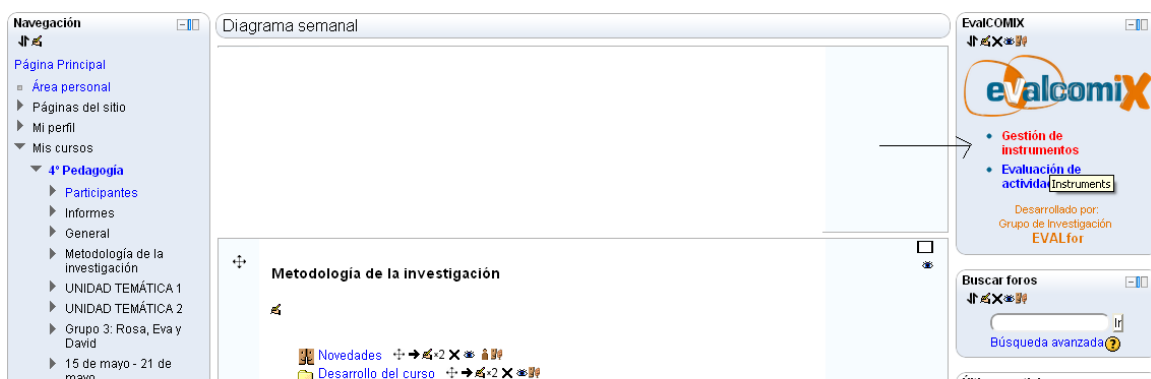 Navegación
Página Principal
Área personal
Páginas del sitio
Mi perfil
Mis cursos
4º Pedagogía
Participantes
Informes
General
Metodología de la
investigación
UNIDAD TEMÁTICA 1
UNIDAD TEMÁTICA 2
Grupo 3: Rosa, Eva y
David
15 de mayo - 21 de
mayo
Diagrama semanal
Metodología de la investigación
Novedades ×2
Desarrollo del curso ×2
EvalCOMIX
evalcomiX
Gestión de
instrumentos
Evaluación de
Instruments
Desarrollado por:
Grupo de Investigación
EVALfor
Buscar foros
Ir
Búsqueda avanzada ?